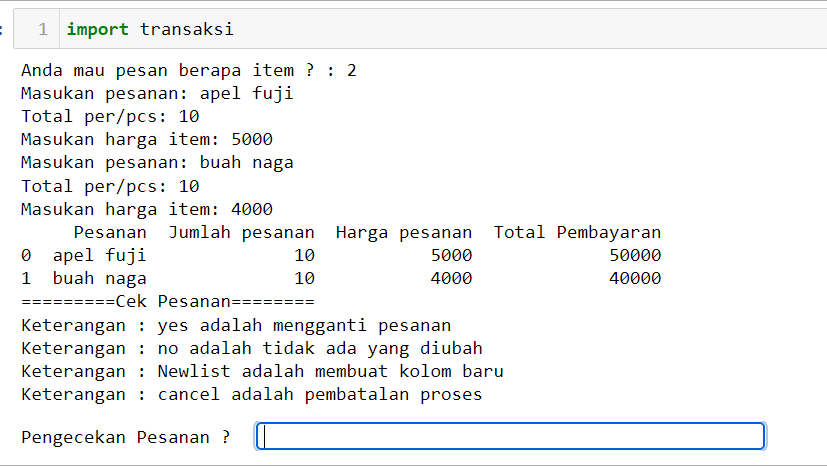 1 import transaksi
Anda mau pesan berapa item ? : 2
Masukan pesanan: apel fuji
Total per/pcs: 10
Masukan harga item: 5000
Masukan pesanan: buah naga
Total per/pcs: 10
Masukan harga item: 4000
     Pesanan  Jumlah pesanan  Harga pesanan  Total Pembayaran
0  apel fuji              10           5000             50000
1  buah naga              10           4000             40000
=========Cek Pesanan========
Keterangan : yes adalah mengganti pesanan
Keterangan : no adalah tidak ada yang diubah
Keterangan : Newlist adalah membuat kolom baru
Keterangan : cancel adalah pembatalan proses
Pengecekan Pesanan ?